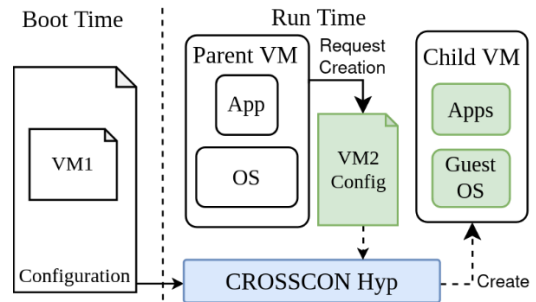 Boot Time
Run Time
Parent VM
Request
Creation
Child VM
App
Apps
VM1
VM2
Config
OS
Guest
OS
Configuration
CROSSCON Hyp
Create